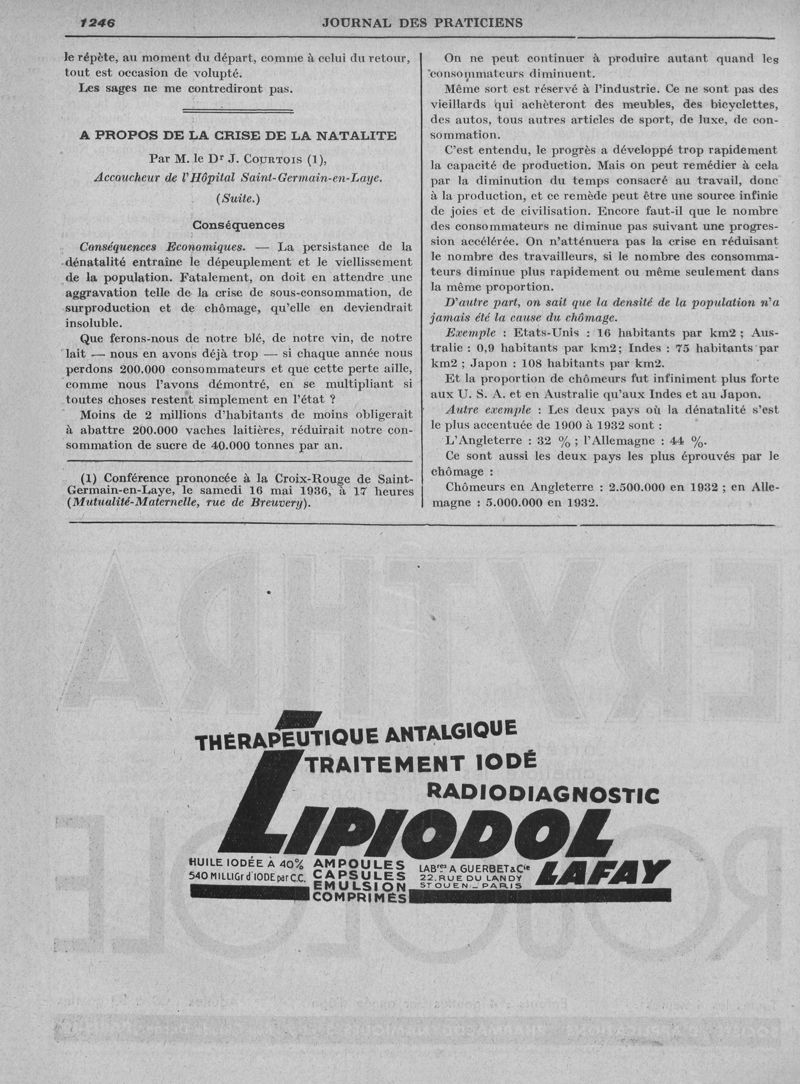 1246
JOURNAL DES PRATICIENS
le répète, au moment du départ, comme à celui du retour,
tout est occasion de volupté.
Les sages ne me contrediront pas.
A PROPOS DE LA CRISE DE LA NATALITE
Par M. le Dr J. COURTOIS (1),
Accoucheur de l'Hôpital Saint-Germain-en-Laye.
(Suite.)
Conséquences
Conséquences Economiques. — La persistance de la
dénatalité entraîne le dépeuplement et le viellissement
de la population. Fatalement, on doit en attendre une
aggravation telle de la crise de sous-consommation, de
surproduction et de chômage, qu'elle en deviendrait
insoluble.
Que ferons-nous de notre blé, de notre vin, de notre
lait — nous en avons déjà trop — si chaque année nous
perdons 200.000 consommateurs et que cette perte aille,
comme nous l'avons démontré, en se multipliant si
toutes choses restent simplement en l'état ?
Moins de 2 millions d'habitants de moins obligerait
à abattre 200.000 vaches laitières, réduirait notre con-
sommation de sucre de 40.000 tonnes par an.
(1) Conférence prononcée à la Croix-Rouge de Saint-
Germain-en-Laye, le samedi 16 mai 1936, à 17 heures
(Mutualité-Maternelle, rue de Breuvery).
On ne peut continuer à produire autant quand les
consommateurs diminuent.
Même sort est réservé à l'industrie. Ce ne sont pas des
vieillards qui achèteront des meubles, des bicyclettes,
des autos, tous autres articles de sport, de luxe, de con-
sommation.
C'est entendu, le progrès a développé trop rapidement
la capacité de production. Mais on peut remédier à cela
par la diminution du temps consacré au travail, donc
à la production, et ce remède peut être une source infinie
de joies et de civilisation. Encore faut-il que le nombre
des consommateurs ne diminue pas suivant une progres-
sion accélérée. On n'atténuera pas la crise en réduisant
le nombre des travailleurs, si le nombre des consomma-
teurs diminue plus rapidement ou même seulement dans
la même proportion.
D'autre part, on sait que la densité de la population n'a
jamais été la cause du chômage.
Exemple : Etats-Unis : 16 habitants par km2 ; Aus-
tralie : 0,9 habitants par km2; Indes : 75 habitants par
km2 ; Japon : 108 habitants par km2.
Et la proportion de chômeurs fut infiniment plus forte
aux U. S. A. et en Australie qu'aux Indes et au Japon.
Autre exemple : Les deux pays où la dénatalité s'est
le plus accentuée de 1900 à 1932 sont :
L'Angleterre : 32 % ; l'Allemagne : 44 %.
Ce sont aussi les deux pays les plus éprouvés par le
chômage :
Chômeurs en Angleterre : 2.500.000 en 1932 ; en Alle-
magne : 5.000.000 en 1932.
THÉRAPEUTIQUE ANTALGIQUE
TRAITEMENT IODÉ
RADIODIAGNOSTIC
LIPIODOL
LAFAY
HUILE IODÉE À 40%
540 MILLIGr d'IODE par C.C.
AMPOULES
CAPSULES
EMULSION
COMPRIMÉS
LABres A GUERBET & Cie
22. RUE DU LANDY
ST OUEN _ PARIS